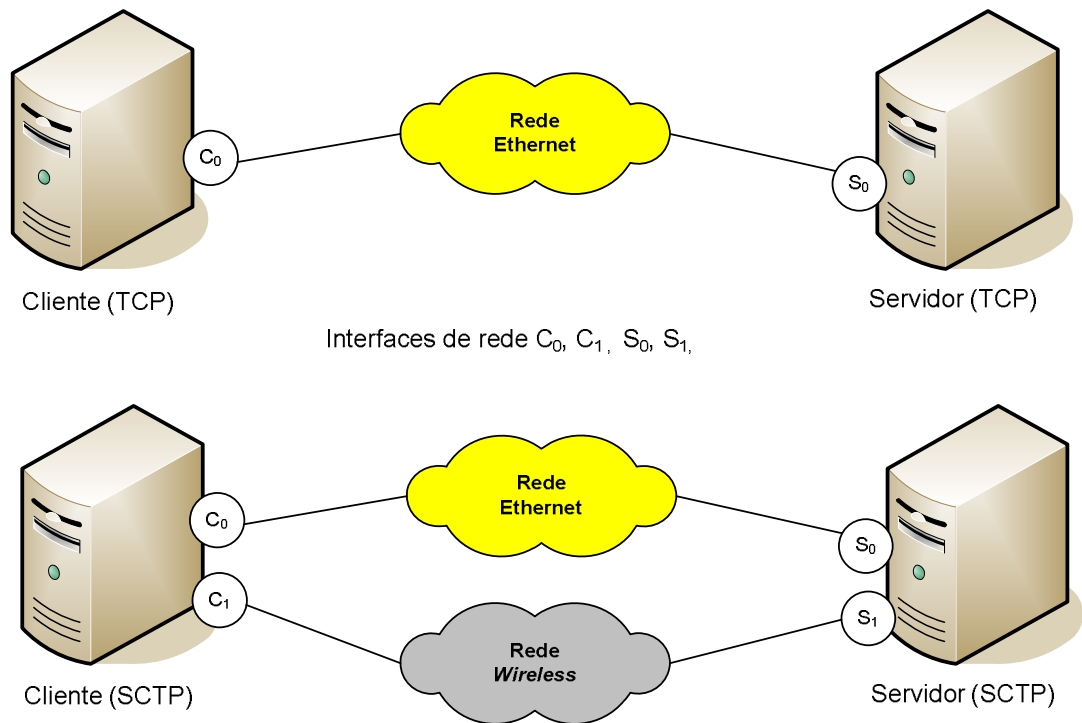 Rede
Ethernet
C₀
S₀
Cliente (TCP)
Servidor (TCP)
Interfaces de rede C₀, C₁, S₀, S₁,
Rede
Ethernet
C₀
S₀
C₁
S₁
Rede
Wireless
Cliente (SCTP)
Servidor (SCTP)